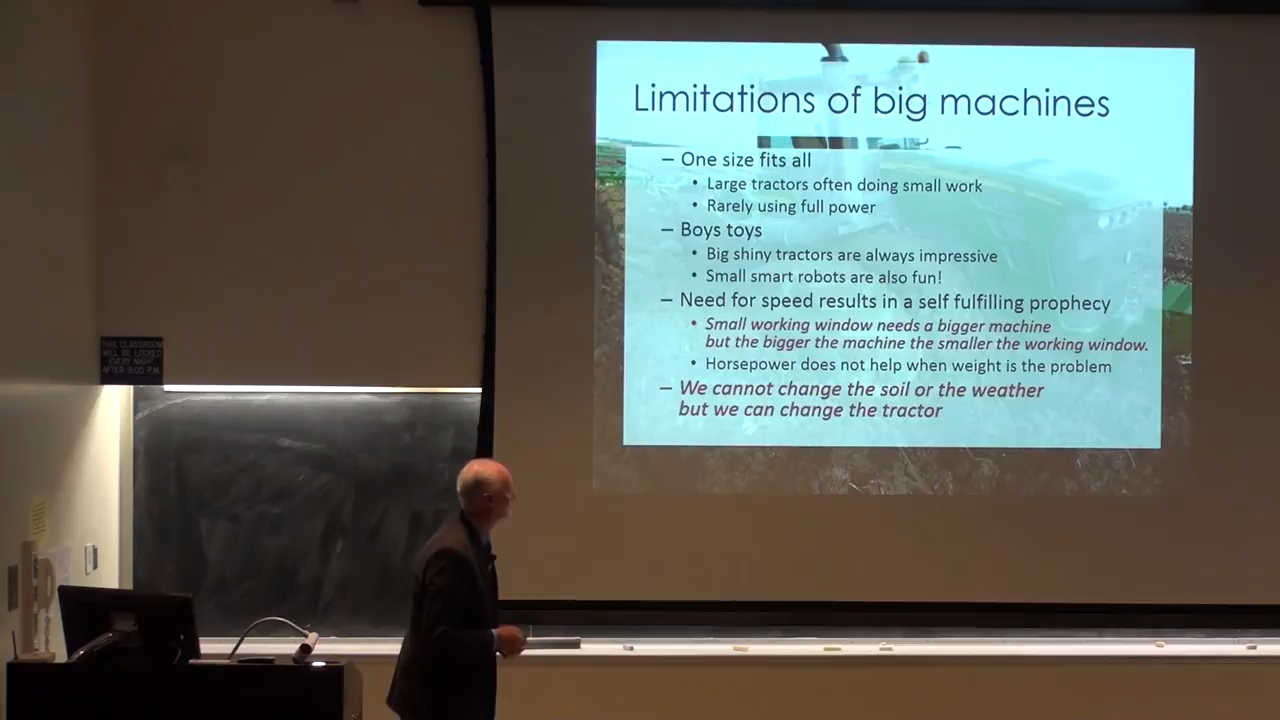 Limitations of big machines
– One size fits all
• Large tractors often doing small work
• Rarely using full power
– Boys toys
• Big shiny tractors are always impressive
• Small smart robots are also fun!
– Need for speed results in a self fulfilling prophecy
• Small working window needs a bigger machine
but the bigger the machine the smaller the working window.
• Horsepower does not help when weight is the problem
– We cannot change the soil or the weather
but we can change the tractor
THIS CLASSROOM
WILL BE LOCKED
EVERY NIGHT
AFTER 9:00 P.M.